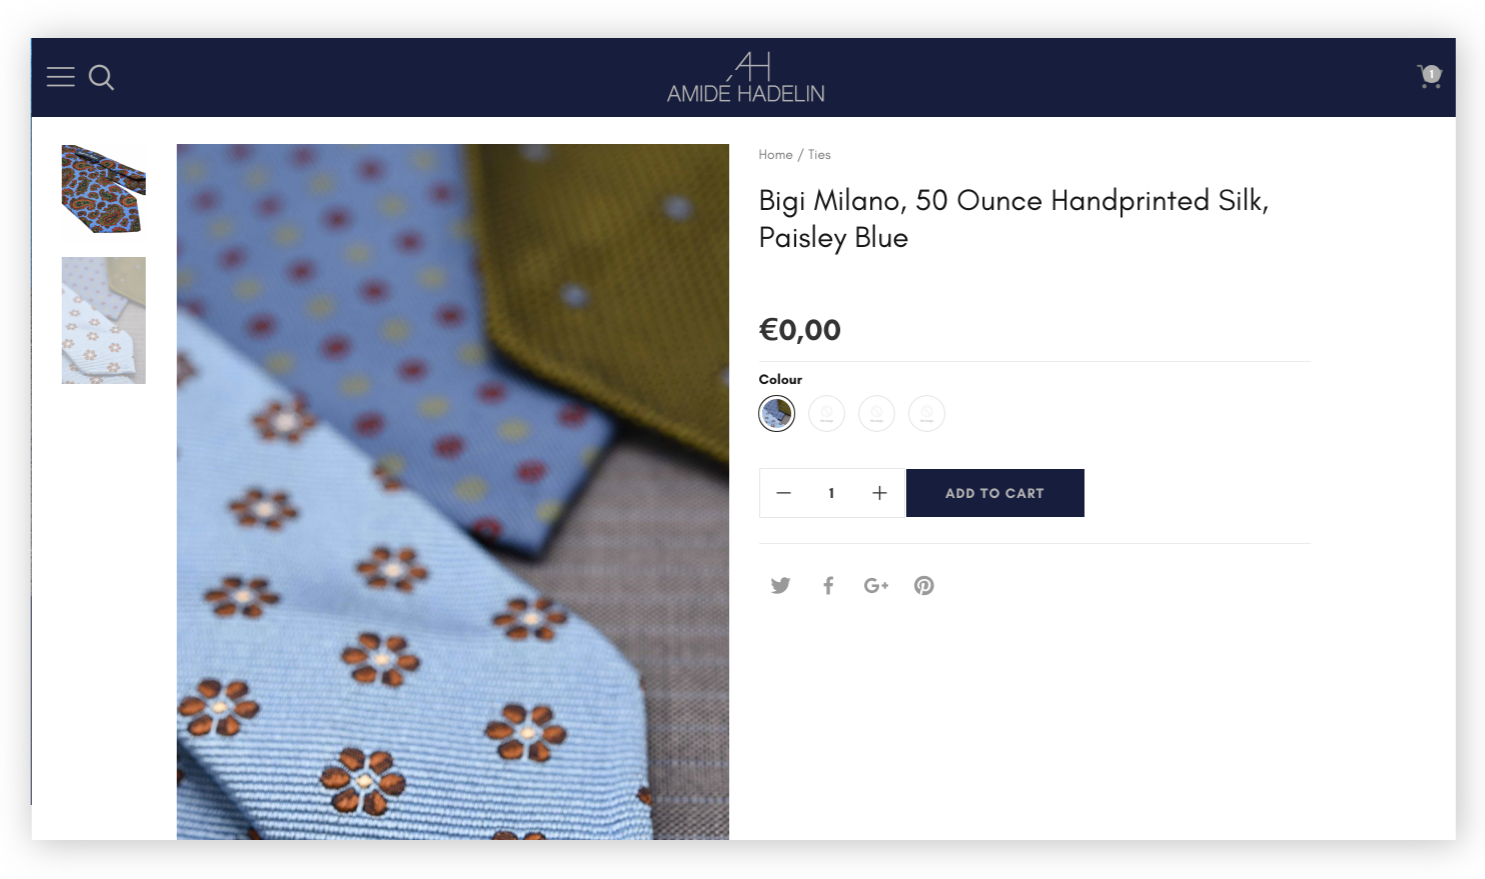 AH
AMIDÉ HADELIN
1
Home / Ties
Bigi Milano, 50 Ounce Handprinted Silk,
Paisley Blue
€0,00
Colour
1
ADD TO CART